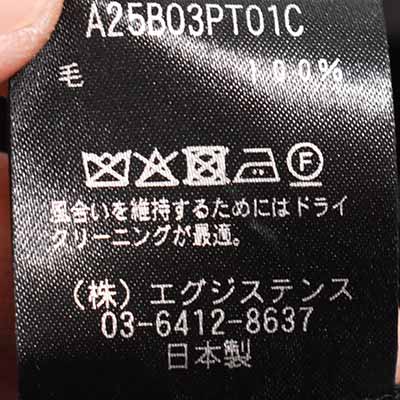 A25B03PT01C
毛 100%
F
風合いを維持するためにはドライ
クリーニングが最適。
（株）エグジステンス
03-6412-8637
日本製